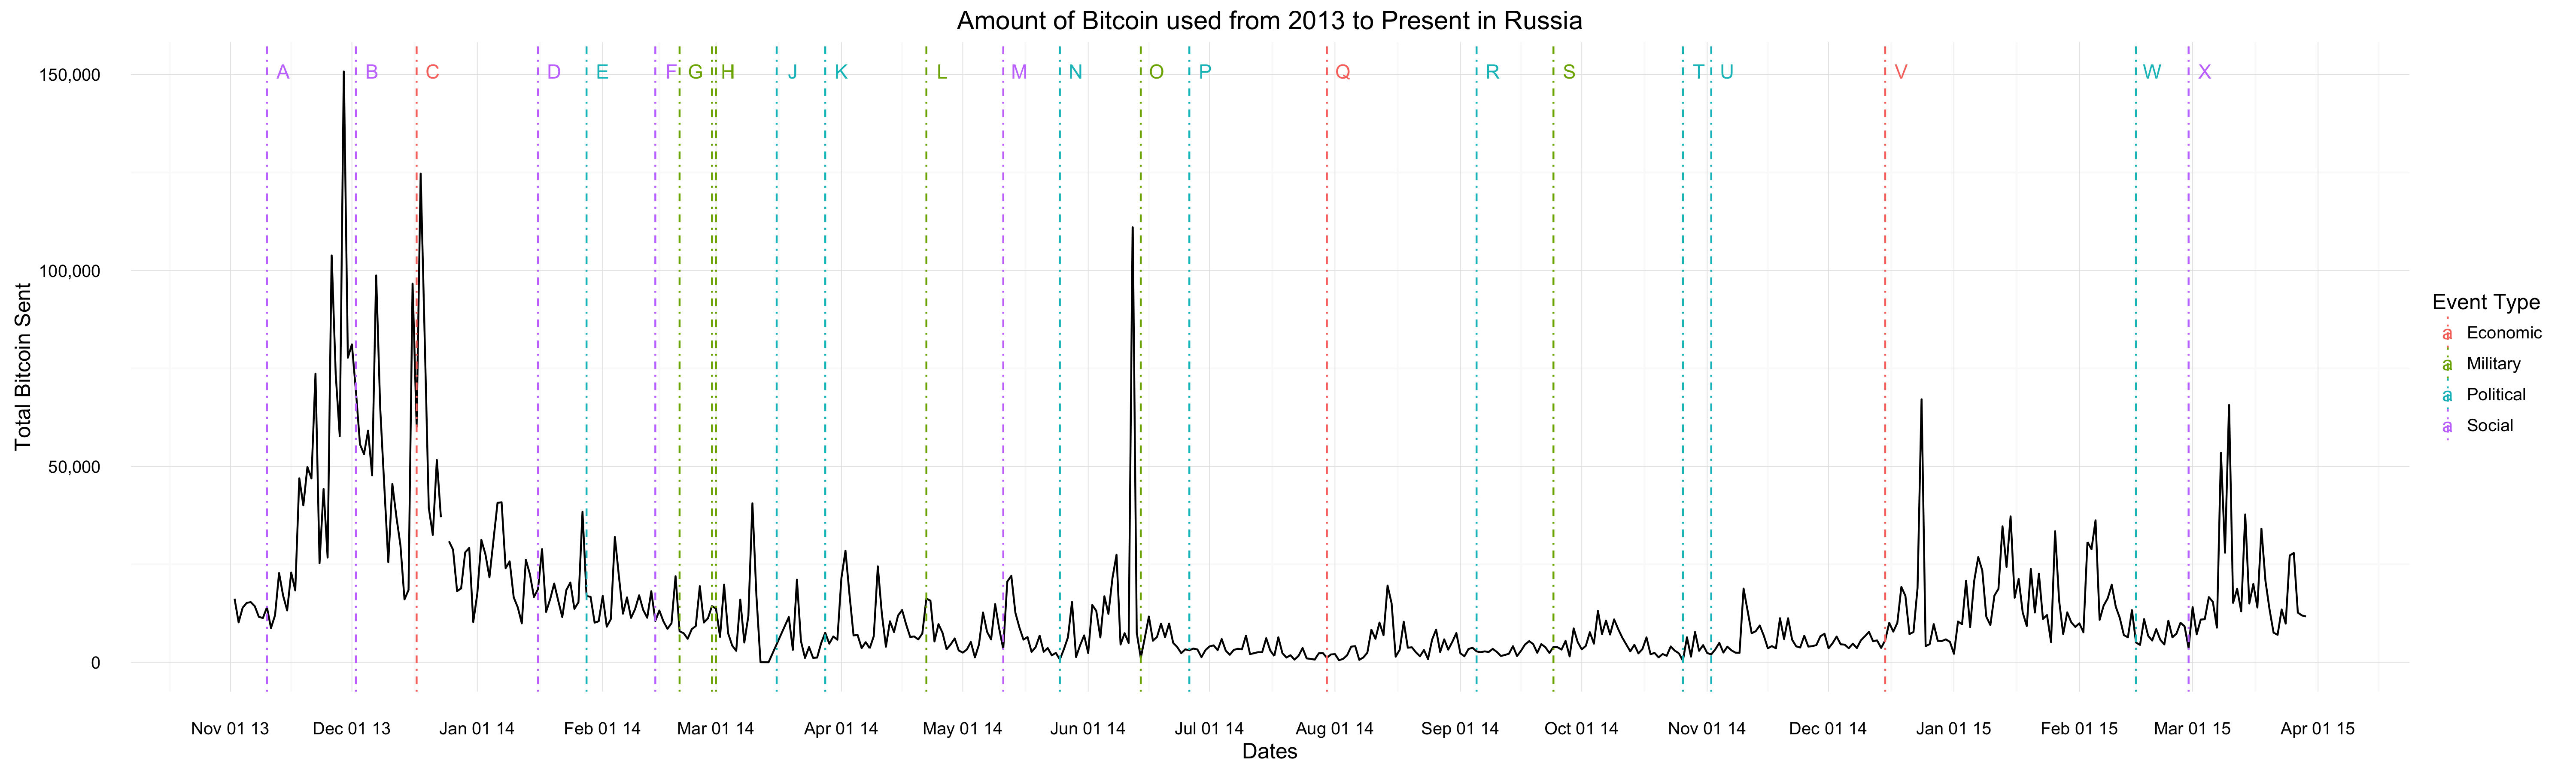 Amount of Bitcoin used from 2013 to Present in Russia
150,000
100,000
50,000
0
Total Bitcoin Sent
A B C D E F G H J K L M N O P Q R S T U V W X
Nov 01 13 Dec 01 13 Jan 01 14 Feb 01 14 Mar 01 14 Apr 01 14 May 01 14 Jun 01 14 Jul 01 14 Aug 01 14 Sep 01 14 Oct 01 14 Nov 01 14 Dec 01 14 Jan 01 15 Feb 01 15 Mar 01 15 Apr 01 15
Dates
Event Type
a Economic
a Military
a Political
a Social